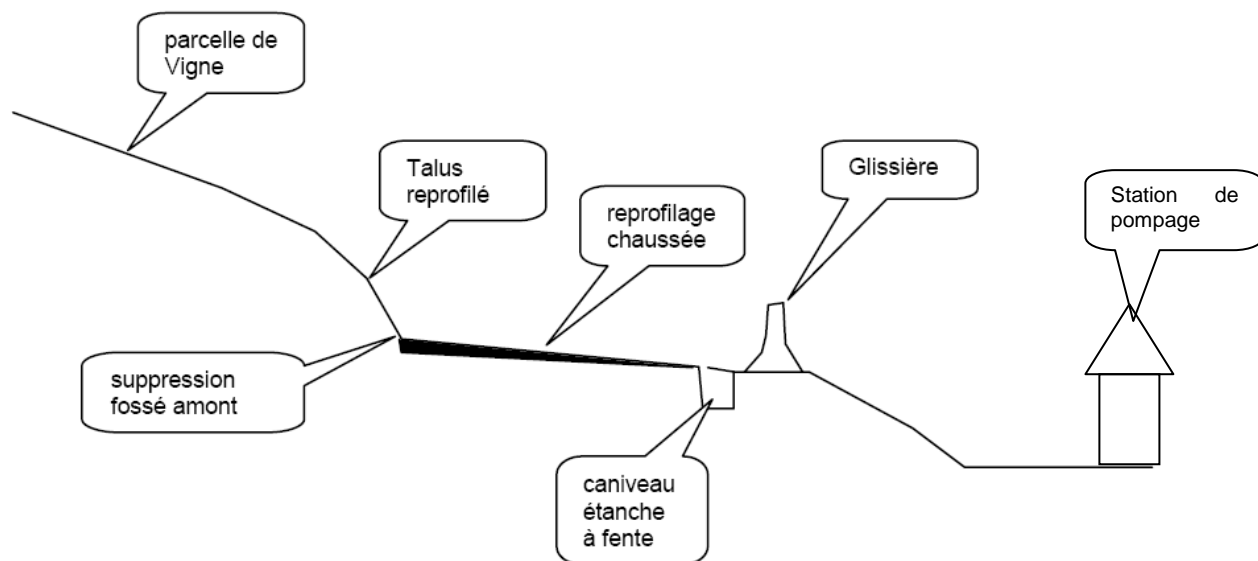 parcelle de
Vigne
Talus
reprofilé
reprofilage
chaussée
Glissière
Station de
pompage
suppression
fossé amont
caniveau
étanche
à fente